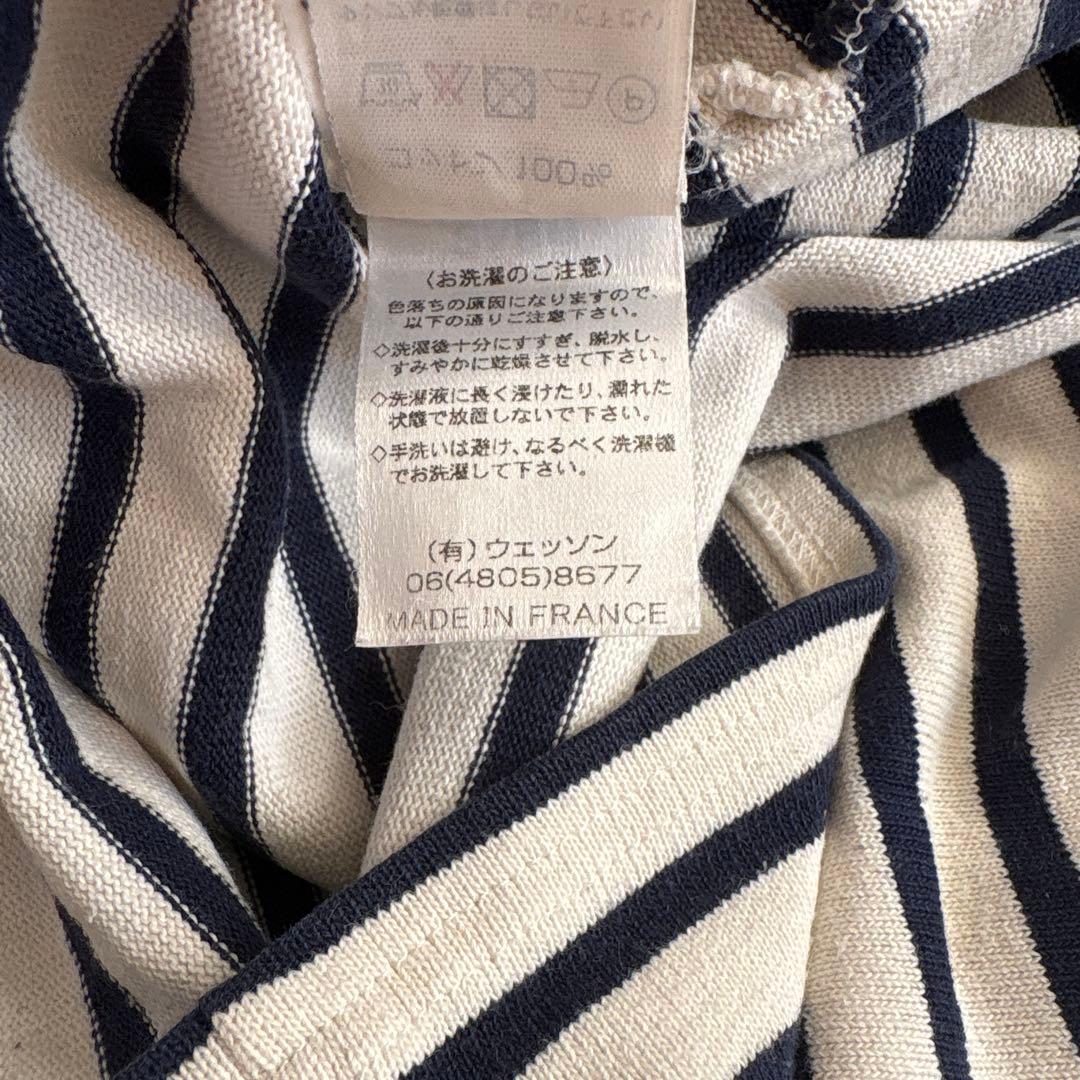 コットン 100%
〈お洗濯のご注意〉
色落ちの原因になりますので、
以下の通りご注意下さい。
◇洗濯後十分にすすぎ、脱水し、
すみやかに乾燥させて下さい。
◇洗濯液に長く浸けたり、濡れた
状態で放置しないで下さい。
◇手洗いは避け、なるべく洗濯機
でお洗濯して下さい。
(有)ウェッソン
06(4805)8677
MADE IN FRANCE